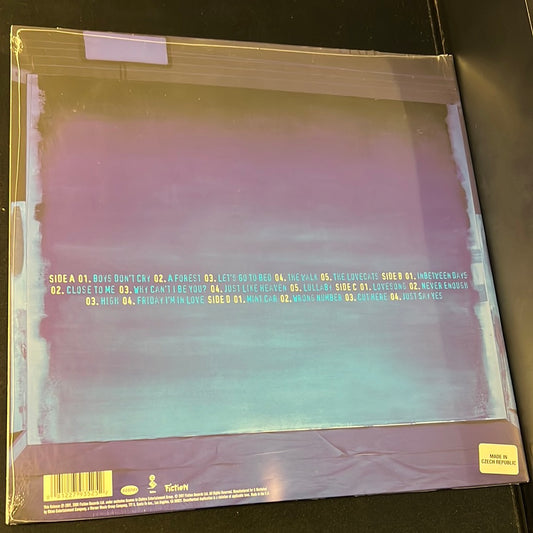 SIDE A 01. BOYS DON'T CRY 02. A FOREST 03. LET'S GO TO BED 04. THE WALK 05. THE LOVECATS SIDE B 01. INBETWEEN DAYS
02. CLOSE TO ME 03. WHY CAN'T I BE YOU? 04. JUST LIKE HEAVEN 05. LULLABY SIDE C 01. LOVESONG 02. NEVER ENOUGH
03. HIGH 04. FRIDAY I'M IN LOVE SIDE D 01. MINT CAR 02. WRONG NUMBER 03. CUT HERE 04. JUST SAY YES
MADE IN
CZECH REPUBLIC
FICTION